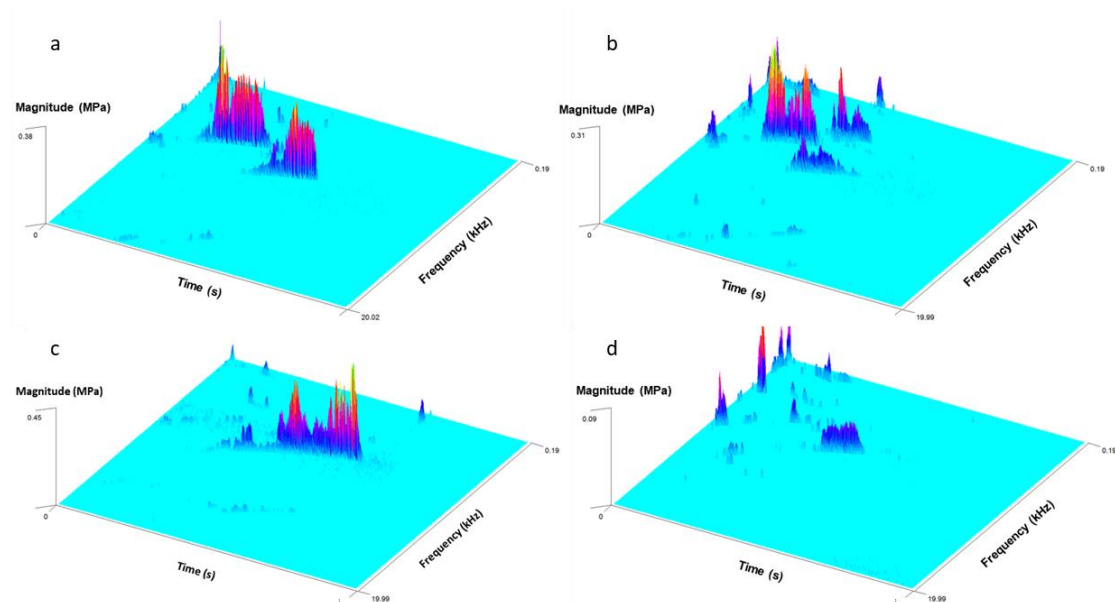 a
Magnitude (MPa)
0.38
0
0.19
Frequency (kHz)
Time (s)
20.02
b
Magnitude (MPa)
0.31
0
0.19
Frequency (kHz)
Time (s)
19.99
c
Magnitude (MPa)
0.45
0
0.19
Frequency (kHz)
Time (s)
19.99
d
Magnitude (MPa)
0.09
0
0.19
Frequency (kHz)
Time (s)
19.99